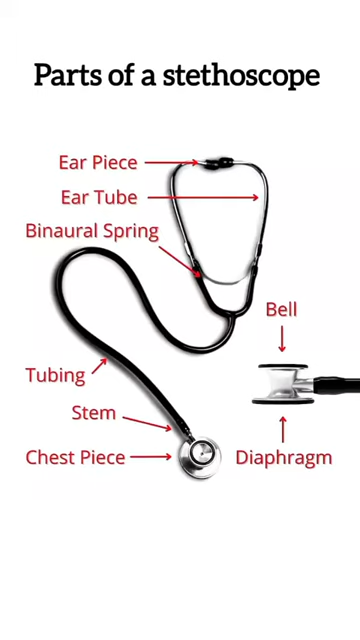 Parts of a stethoscope
Ear Piece
Ear Tube
Binaural Spring
Bell
Tubing
Stem
Chest Piece
Diaphragm